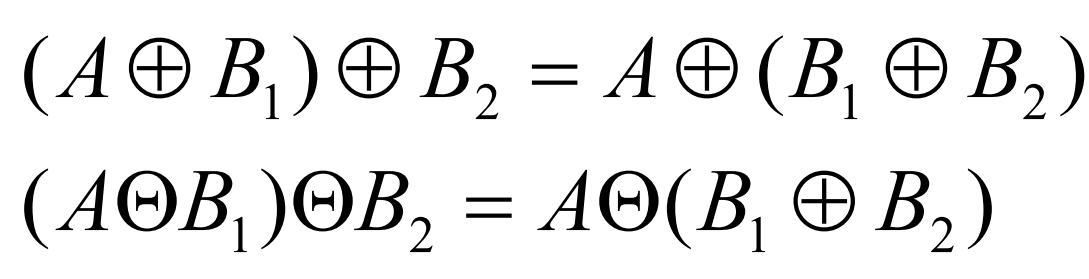 (A ⊕ B₁) ⊕ B₂ = A ⊕ (B₁ ⊕ B₂)
(AΘB₁)ΘB₂ = AΘ(B₁ ⊕ B₂)